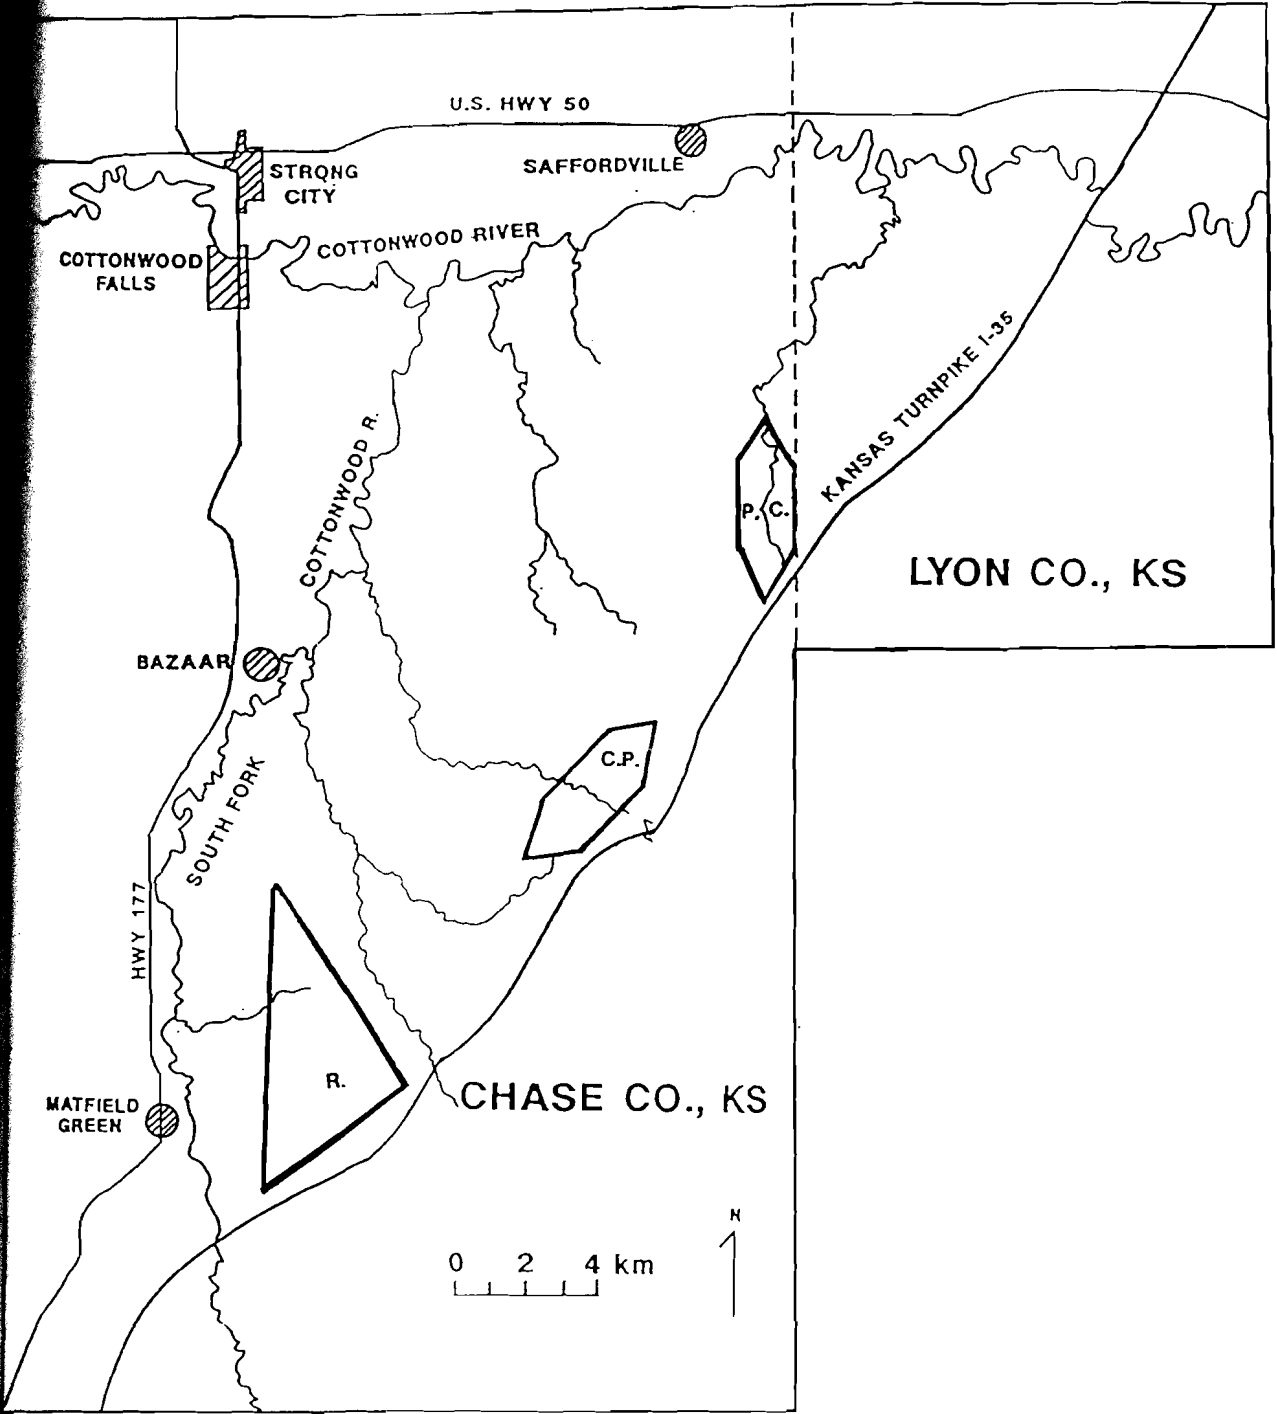 U.S. HWY 50
SAFFORDVILLE
STRONG
CITY
COTTONWOOD RIVER
COTTONWOOD
FALLS
KANSAS TURNPIKE I-35
COTTONWOOD R.
P. C.
LYON CO., KS
BAZAAR
C.P.
SOUTH FORK
HWY 177
R.
CHASE CO., KS
MATFIELD
GREEN
N
0 2 4 km